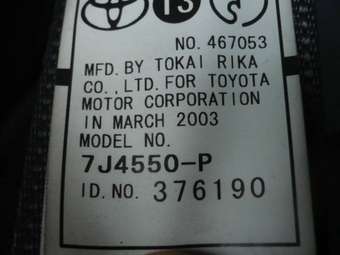 13 S
NO. 467053
MFD. BY TOKAI RIKA
CO., LTD. FOR TOYOTA
MOTOR CORPORATION
IN MARCH 2003
MODEL NO.
7J4550-P
I D. NO. 376190